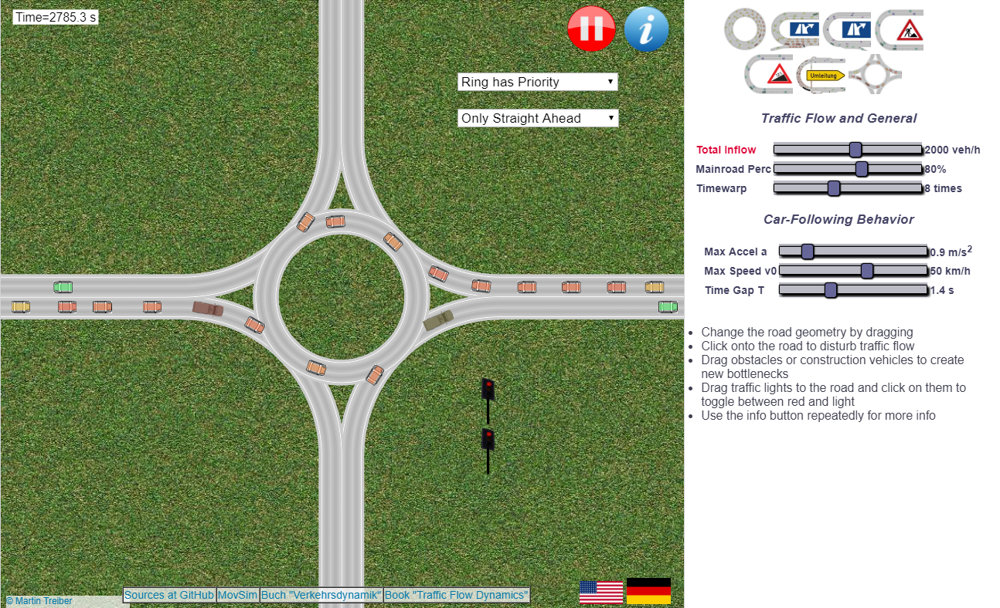 Time=2785.3 s
Ring has Priority
Only Straight Ahead
Umleitung
Traffic Flow and General
Total Inflow 2000 veh/h
Mainroad Perc 80%
Timewarp 8 times
Car-Following Behavior
Max Accel a 0.9 m/s²
Max Speed v0 50 km/h
Time Gap T 1.4 s
Change the road geometry by dragging
Click onto the road to disturb traffic flow
Drag obstacles or construction vehicles to create
new bottlenecks
Drag traffic lights to the road and click on them to
toggle between red and light
Use the info button repeatedly for more info
© Martin Treiber
Sources at GitHub MovSim Buch "Verkehrsdynamik" Book "Traffic Flow Dynamics"